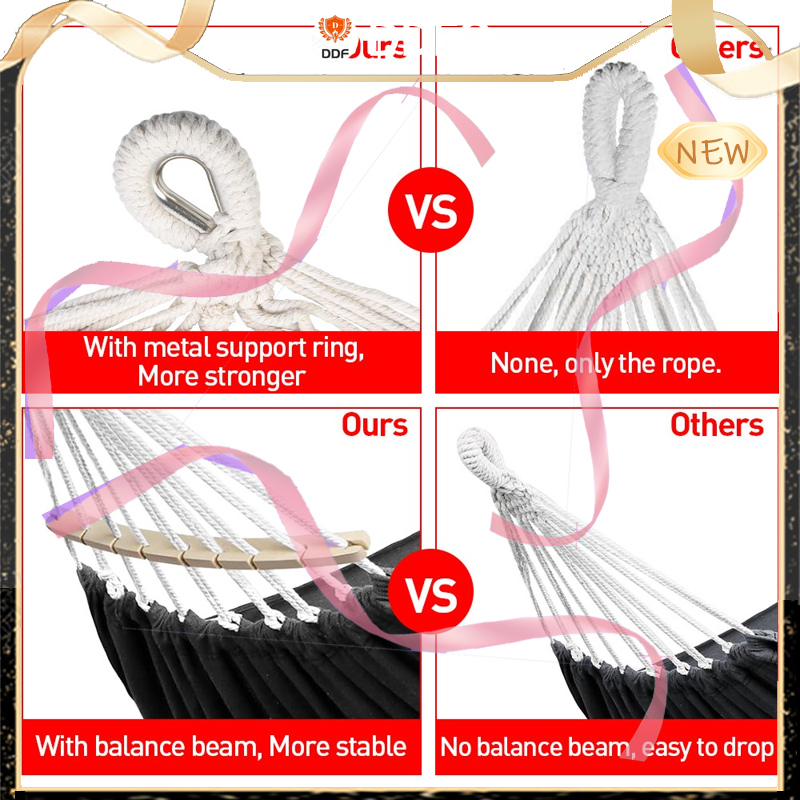 DDF
Ours
Others
NEW
VS
With metal support ring,
More stronger
None, only the rope.
Ours
Others
VS
With balance beam, More stable
No balance beam, easy to drop